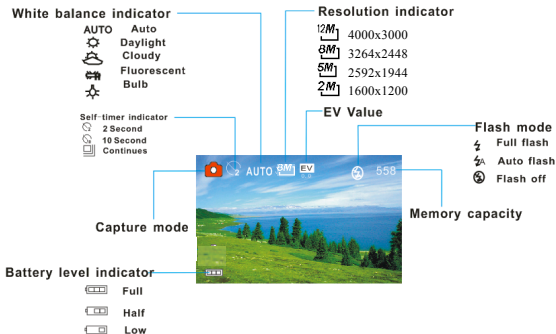 White balance indicator
AUTO Auto
Daylight
Cloudy
Fluorescent
Bulb
Self-timer indicator
2 Second
10 Second
Continues
Resolution indicator
12M 4000x3000
8M 3264x2448
5M 2592x1944
2M 1600x1200
EV Value
Flash mode
Full flash
A Auto flash
Flash off
2 AUTO 8M EV 558
Capture mode
Memory capacity
Battery level indicator
Full
Half
Low